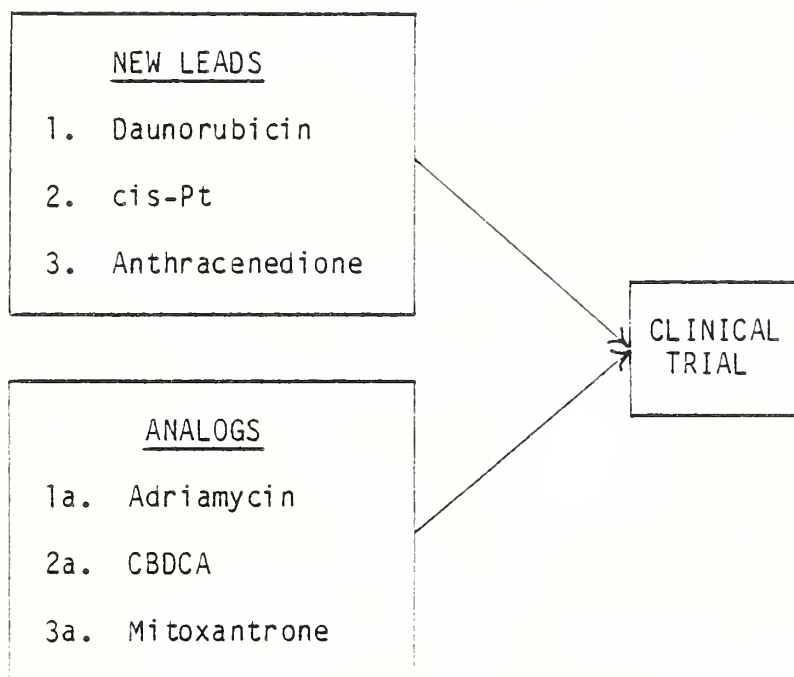 NEW LEADS
1. Daunorubicin
2. cis-Pt
3. Anthracenedione
CLINICAL
TRIAL
ANALOGS
1a. Adriamycin
2a. CBDCA
3a. Mitoxantrone